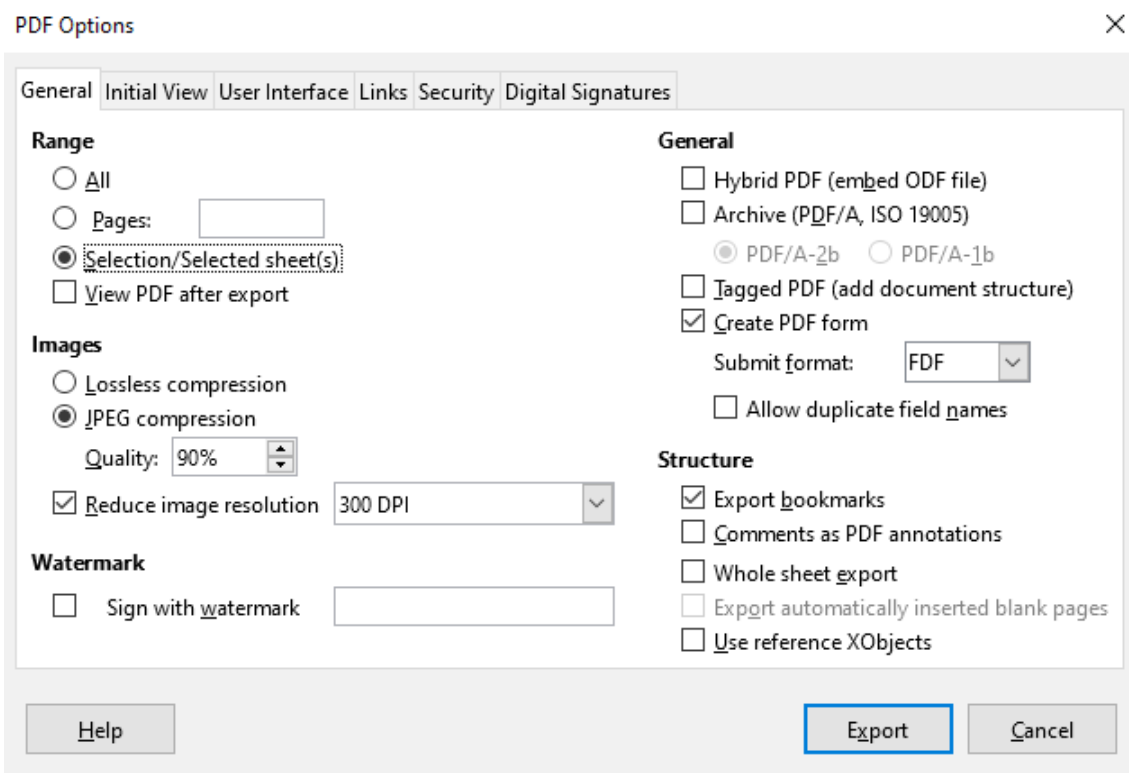 PDF Options
General Initial View User Interface Links Security Digital Signatures
Range
All
Pages:
Selection/Selected sheet(s)
View PDF after export
Images
Lossless compression
JPEG compression
Quality: 90%
Reduce image resolution 300 DPI
Watermark
Sign with watermark
General
Hybrid PDF (embed ODF file)
Archive (PDF/A, ISO 19005)
PDF/A-2b PDF/A-1b
Tagged PDF (add document structure)
Create PDF form
Submit format: FDF
Allow duplicate field names
Structure
Export bookmarks
Comments as PDF annotations
Whole sheet export
Export automatically inserted blank pages
Use reference XObjects
Help Export Cancel